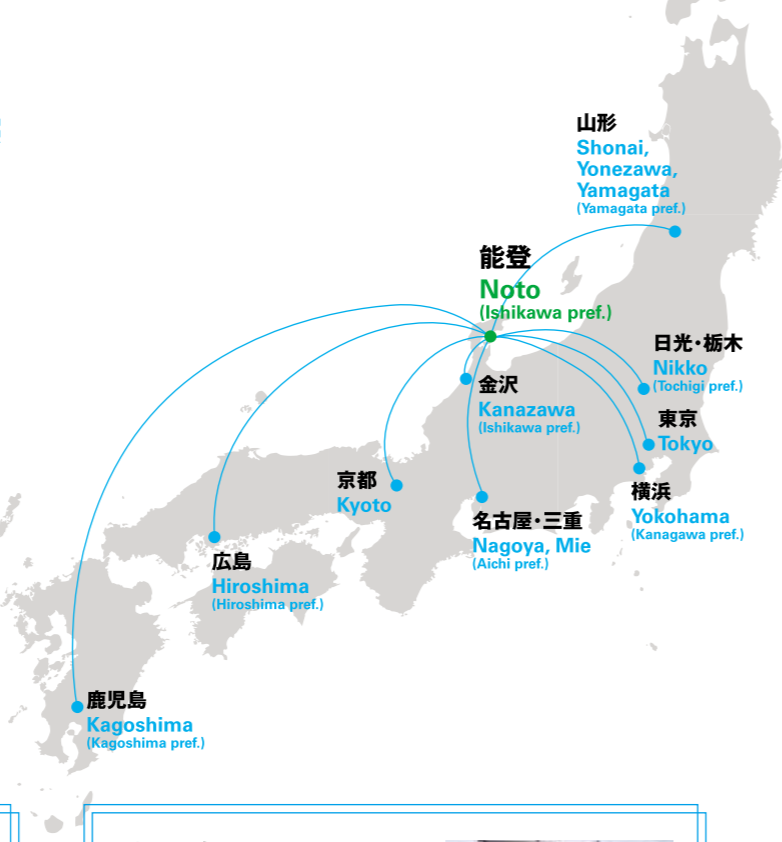 山形
Shonai,
Yonezawa,
Yamagata
(Yamagata pref.)
能登
Noto
(Ishikawa pref.)
日光・栃木
Nikko
(Tochigi pref.)
金沢
Kanazawa
(Ishikawa pref.)
東京
Tokyo
京都
Kyoto
横浜
Yokohama
(Kanagawa pref.)
名古屋・三重
Nagoya, Mie
(Aichi pref.)
広島
Hiroshima
(Hiroshima pref.)
鹿児島
Kagoshima
(Kagoshima pref.)